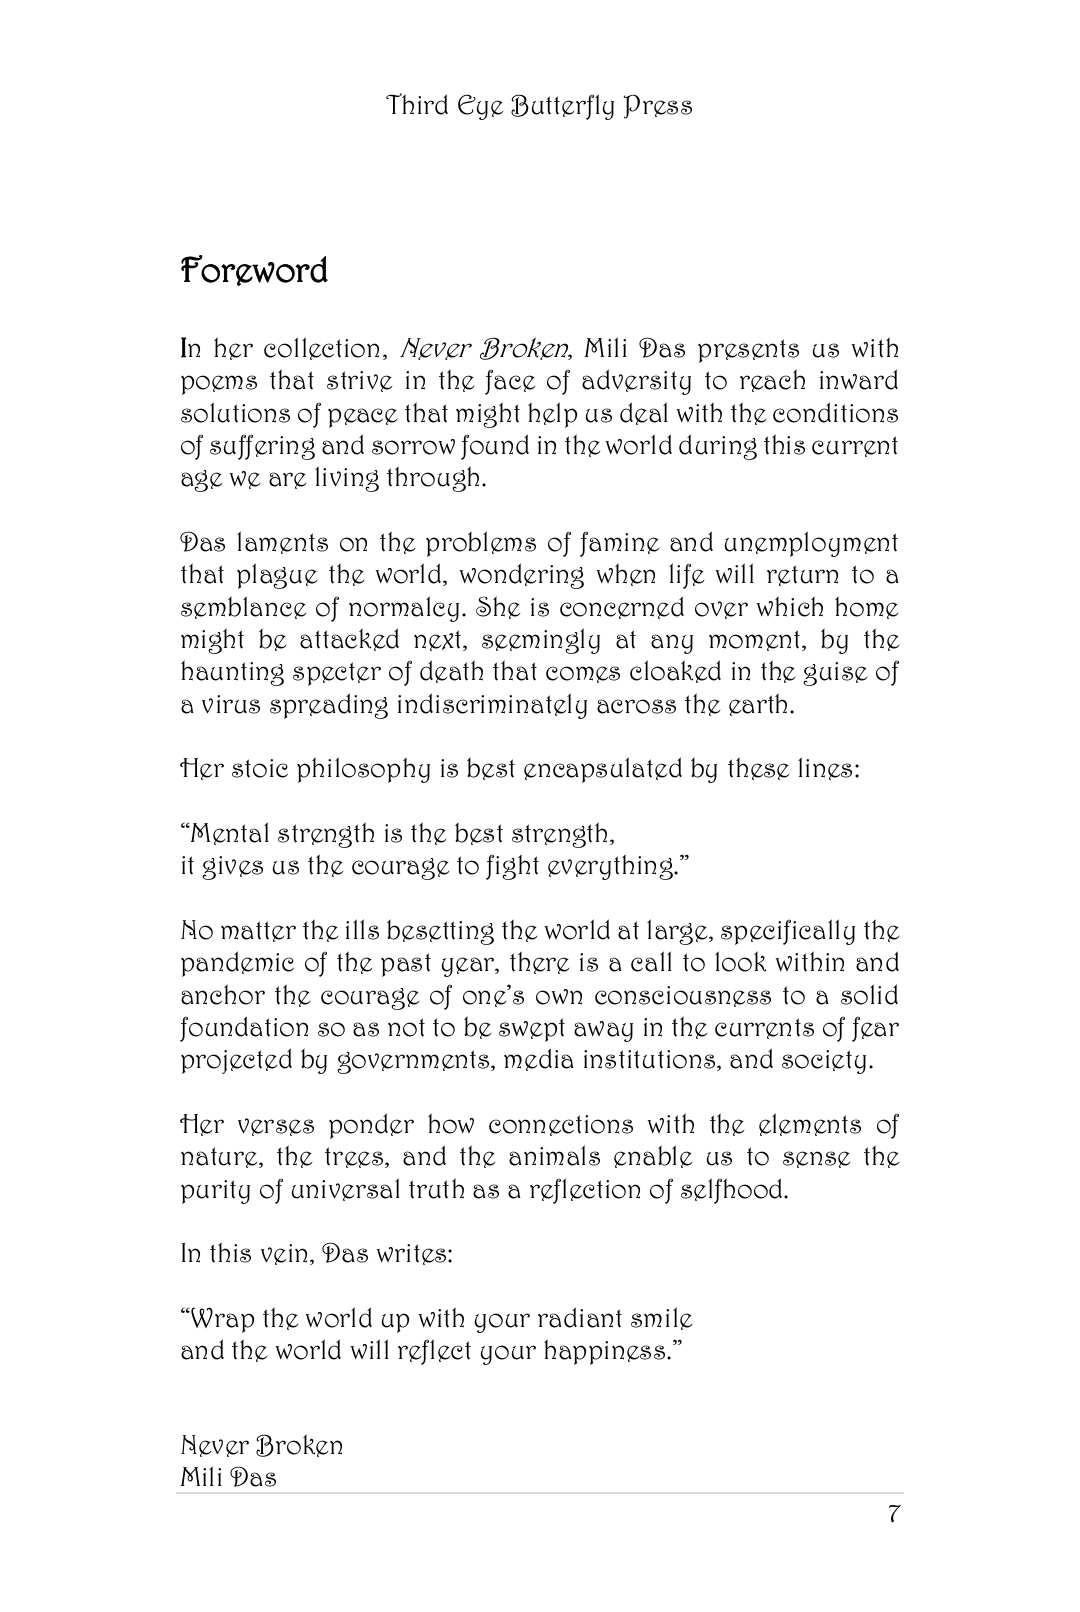 Third Eye Butterfly Press
Foreword
In her collection, Never Broken, Mili Das presents us with
poems that strive in the face of adversity to reach inward
solutions of peace that might help us deal with the conditions
of suffering and sorrow found in the world during this current
age we are living through.
Das laments on the problems of famine and unemployment
that plague the world, wondering when life will return to a
semblance of normalcy. She is concerned over which home
might be attacked next, seemingly at any moment, by the
haunting specter of death that comes cloaked in the guise of
a virus spreading indiscriminately across the earth.
Her stoic philosophy is best encapsulated by these lines:
“Mental strength is the best strength,
it gives us the courage to fight everything.”
No matter the ills besetting the world at large, specifically the
pandemic of the past year, there is a call to look within and
anchor the courage of one’s own consciousness to a solid
foundation so as not to be swept away in the currents of fear
projected by governments, media institutions, and society.
Her verses ponder how connections with the elements of
nature, the trees, and the animals enable us to sense the
purity of universal truth as a reflection of selfhood.
In this vein, Das writes:
“Wrap the world up with your radiant smile
and the world will reflect your happiness.”
Never Broken
Mili Das
7